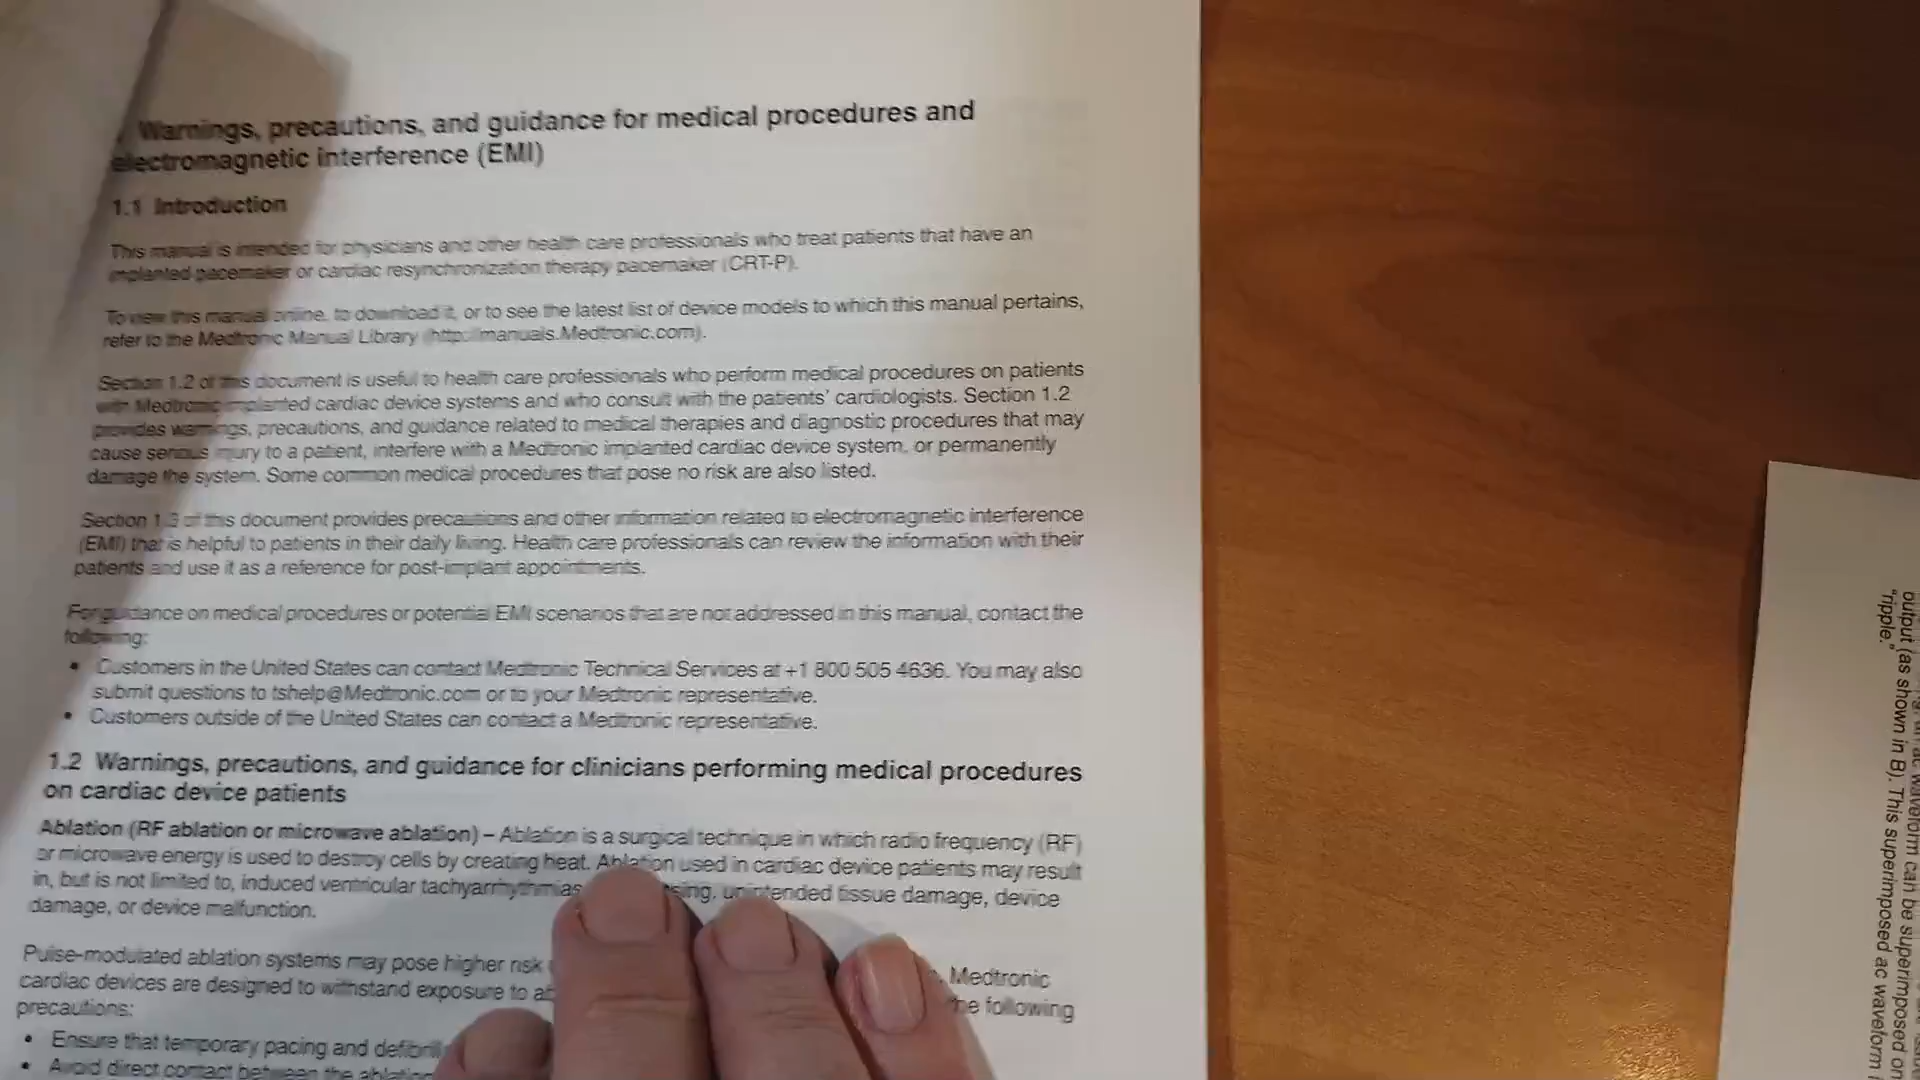 Warnings, precautions, and guidance for medical procedures and
electromagnetic interference (EMI)
1.1 Introduction
This manual is intended for physicians and other health care professionals who treat patients that have an
implanted pacemaker or cardiac resynchronization therapy pacemaker (CRT-P).
To view this manual online, to download it, or to see the latest list of device models to which this manual pertains,
refer to the Medtronic Manual Library (http://manuals.Medtronic.com).
Section 1.2 of this document is useful to health care professionals who perform medical procedures on patients
with Medtronic implanted cardiac device systems and who consult with the patients' cardiologists. Section 1.2
provides warnings, precautions, and guidance related to medical therapies and diagnostic procedures that may
cause serious injury to a patient, interfere with a Medtronic implanted cardiac device system, or permanently
damage the system. Some common medical procedures that pose no risk are also listed.
Section 1.3 of this document provides precautions and other information related to electromagnetic interference
(EMI) that is helpful to patients in their daily living. Health care professionals can review the information with their
patients and use it as a reference for post-implant appointments.
For guidance on medical procedures or potential EMI scenarios that are not addressed in this manual, contact the
following:
• Customers in the United States can contact Medtronic Technical Services at +1 800 505 4636. You may also
submit questions to tshelp@Medtronic.com or to your Medtronic representative.
• Customers outside of the United States can contact a Medtronic representative.
1.2 Warnings, precautions, and guidance for clinicians performing medical procedures
on cardiac device patients
Ablation (RF ablation or microwave ablation) – Ablation is a surgical technique in which radio frequency (RF)
or microwave energy is used to destroy cells by creating heat. Ablation used in cardiac device patients may result
in, but is not limited to, induced ventricular tachyarrhythmias unintended tissue damage, device
damage, or device malfunction.
Pulse-modulated ablation systems may pose higher risk Medtronic
cardiac devices are designed to withstand exposure to the following
precautions:
• Ensure that temporary pacing and
• Avoid direct contact between the
waveform can be superimposed on
output (as shown in B). This superimposed ac waveform
"ripple."